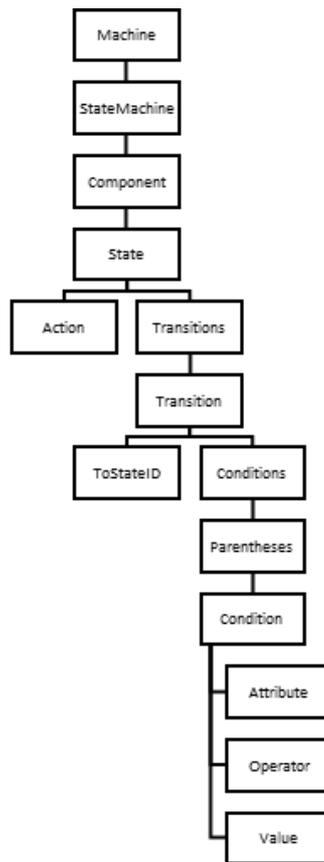 Machine
StateMachine
Component
State
Action
Transitions
Transition
ToStateID
Conditions
Parentheses
Condition
Attribute
Operator
Value